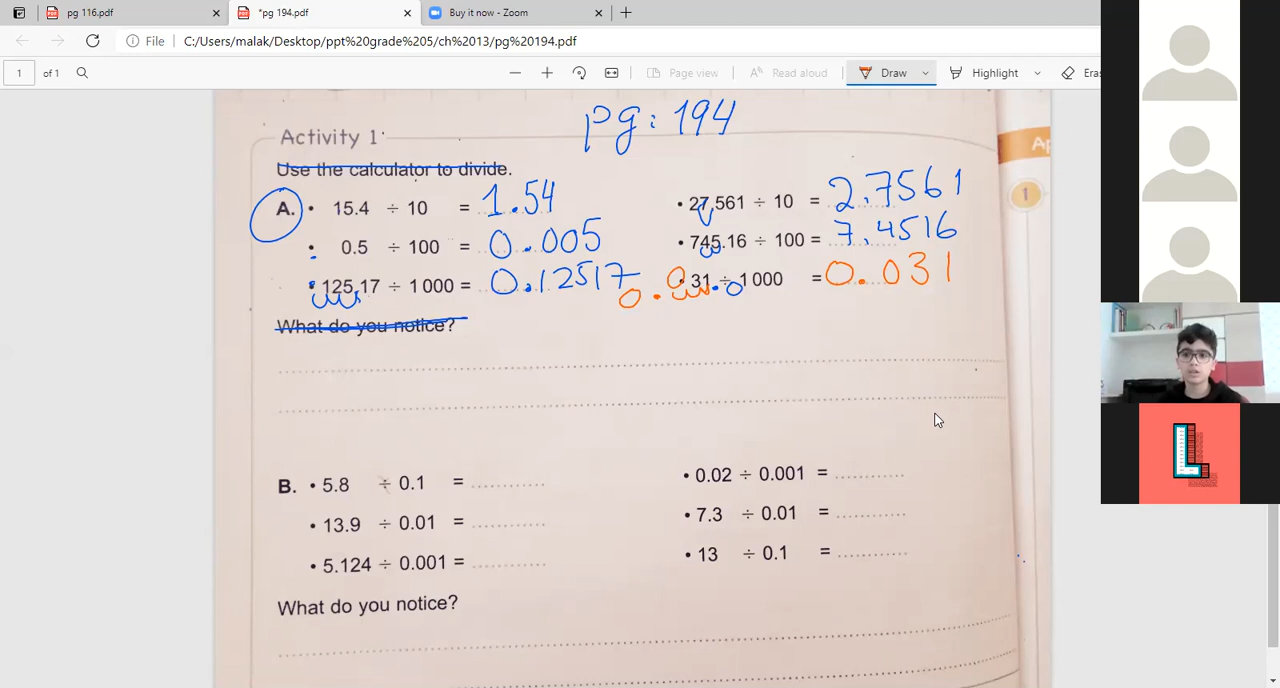 pg 116.pdf
*pg 194.pdf
Buy it now - Zoom
File
C:/Users/malak/Desktop/ppt%20grade%205/ch%2013/pg%20194.pdf
1 of 1
Page view
Read aloud
Draw
Highlight
Eras
pg: 194
Activity 1
Use the calculator to divide.
A. • 15.4 ÷ 10 = 1.54
• 27,561 ÷ 10 = 2.7561
• 0.5 ÷ 100 = 0.005
• 745.16 ÷ 100 = 7.4516
• 125.17 ÷ 1 000 = 0.12517
• 31 ÷ 1 000 = 0.031
0.0 .0
What do you notice?
Ap
1
B. • 5.8 ÷ 0.1 =
• 0.02 ÷ 0.001 =
• 13.9 ÷ 0.01 =
• 7.3 ÷ 0.01 =
• 5.124 ÷ 0.001 =
• 13 ÷ 0.1 =
What do you notice?
L